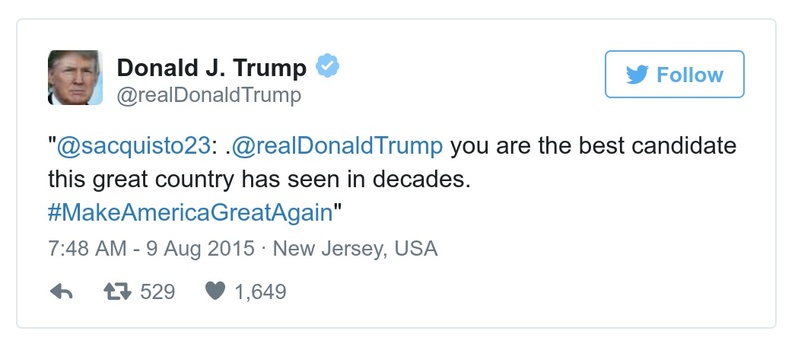 Donald J. Trump
@realDonaldTrump
Follow
"@sacquisto23: .@realDonaldTrump you are the best candidate
this great country has seen in decades.
#MakeAmericaGreatAgain"
7:48 AM - 9 Aug 2015 · New Jersey, USA
529 1,649